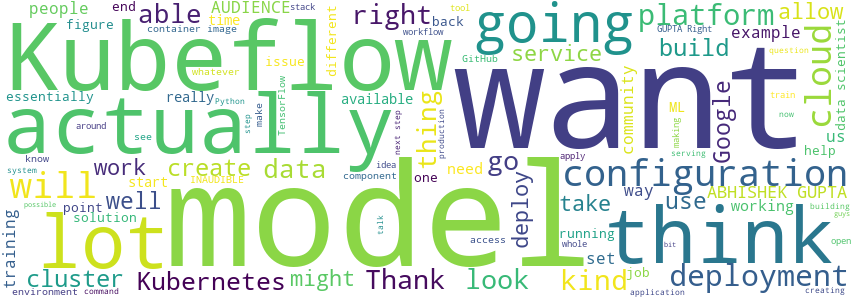 people
end
able
AUDIENCE
stack
right
going
platform
allow
figure
container image
time
different
back
workflow
GUPTA Right
example
Kubeflow
issue
whatever
GitHub
service
build
cloud
data scientist
want
essentially
really
Python
TensorFlow
available
thing
community
ML
Google
question
train
now
us
actually
around
step
make
see
next step
production
making
serving
help
know
system
work
create
data
idea
need
go
apply
configuration
will
start
INAUDIBLE
component
one
way
use
ABHISHEK GUPTA
possible
point
well
model
talk
access
deploy
take
working
building
guys
training
lot
solution
running
set
think
whole
bit
open
cluster
Kubernetes
might
Thank
look
kind
job
deployment
environment
command
application
creating
tool